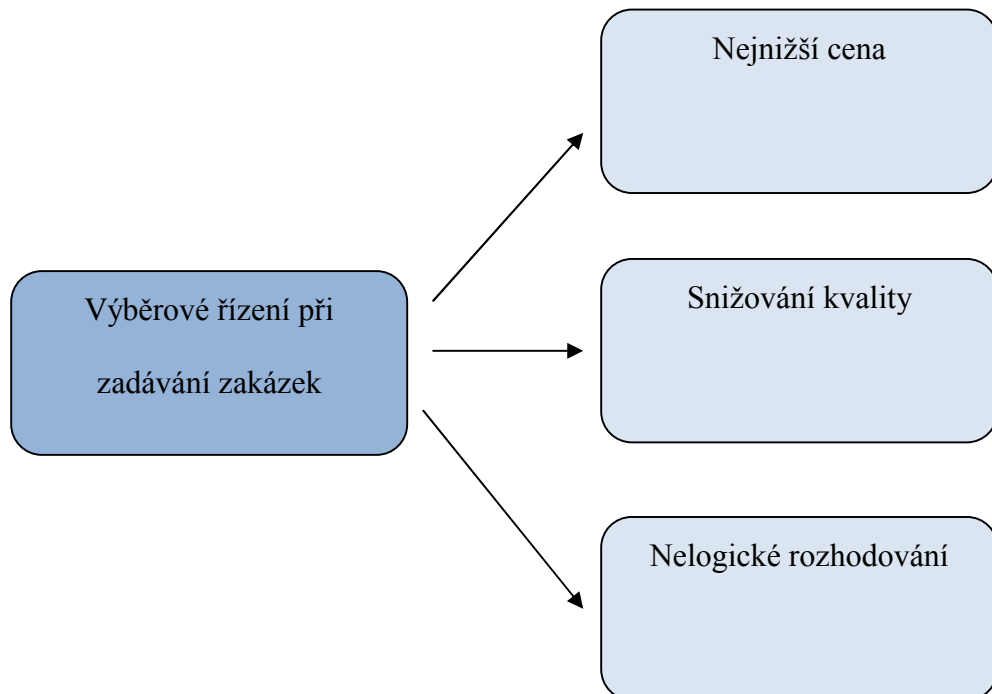 Nejnižší cena
Snižování kvality
Výběrové řízení při
zadávání zakázek
Nelogické rozhodování